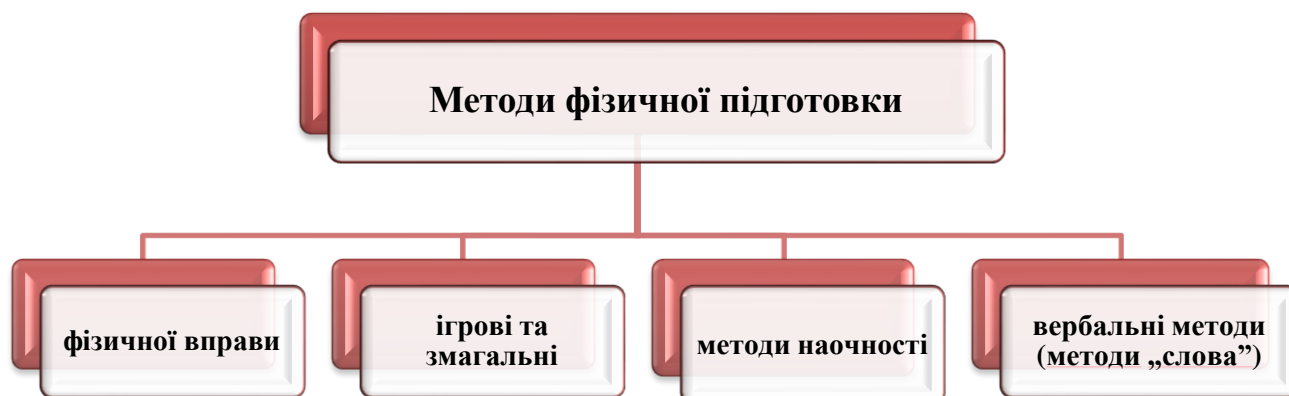 Методи фізичної підготовки
фізичної вправи
ігрові та
змагальні
методи наочності
вербальні методи
(методи „слова”)